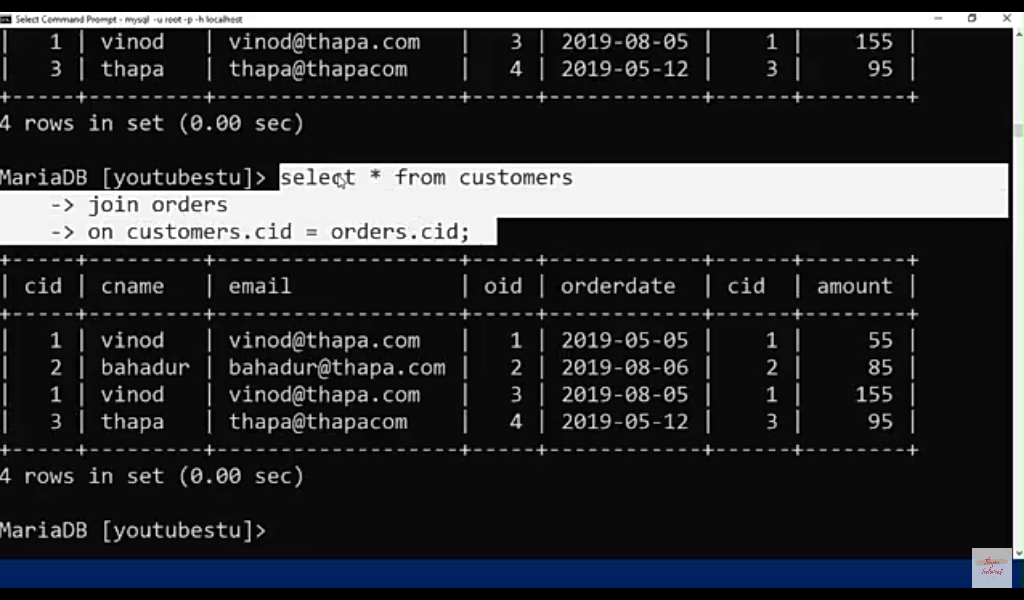 Select Command Prompt - mysql -u root -p -h localhost
| 1 | vinod | vinod@thapa.com | 3 | 2019-08-05 | 1 | 155 |
| 3 | thapa | thapa@thapacom | 4 | 2019-05-12 | 3 | 95 |
4 rows in set (0.00 sec)
MariaDB [youtubestu]> select * from customers
-> join orders
-> on customers.cid = orders.cid;
| cid | cname | email | oid | orderdate | cid | amount |
| 1 | vinod | vinod@thapa.com | 1 | 2019-05-05 | 1 | 55 |
| 2 | bahadur | bahadur@thapa.com | 2 | 2019-08-06 | 2 | 85 |
| 1 | vinod | vinod@thapa.com | 3 | 2019-08-05 | 1 | 155 |
| 3 | thapa | thapa@thapacom | 4 | 2019-05-12 | 3 | 95 |
4 rows in set (0.00 sec)
MariaDB [youtubestu]>